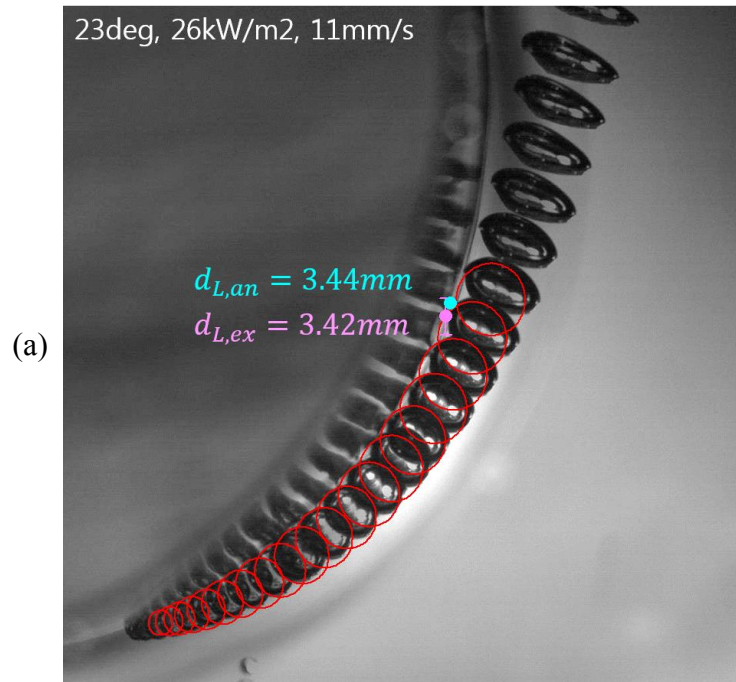 23deg, 26kW/m2, 11mm/s
d_{L,an} = 3.44mm
d_{L,ex} = 3.42mm
(a)